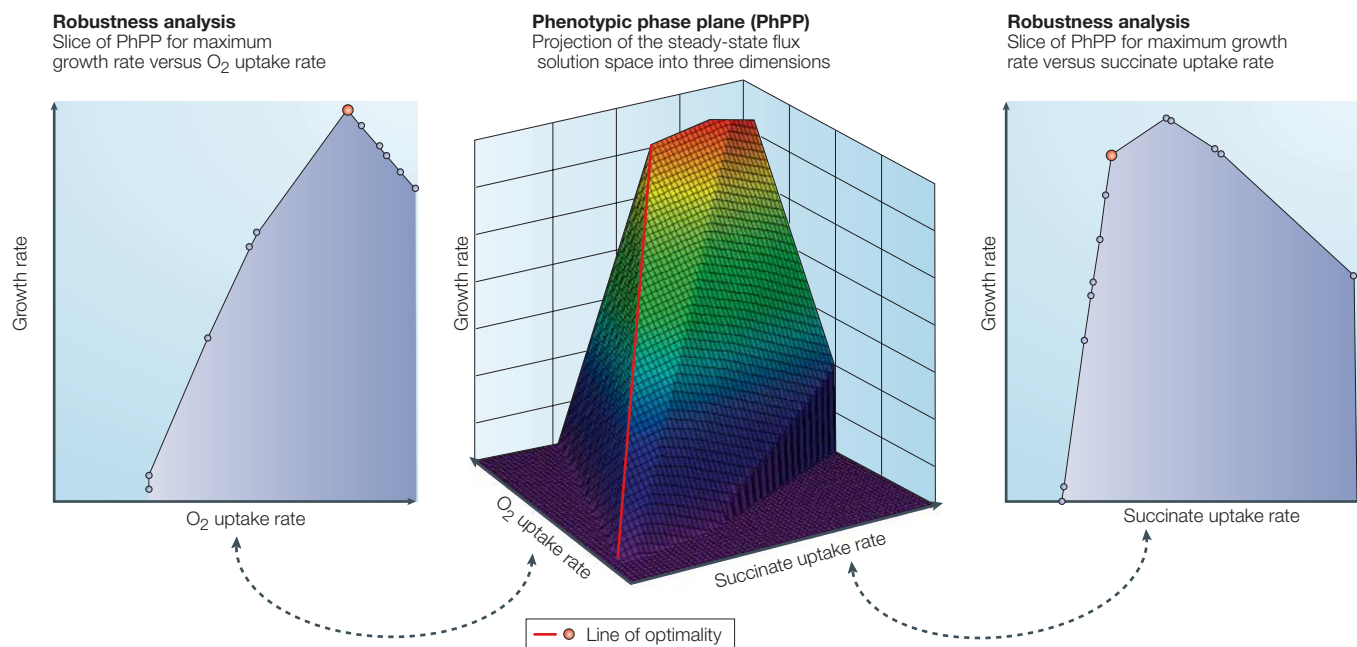 Robustness analysis
Slice of PhPP for maximum
growth rate versus O2 uptake rate
Growth rate
O2 uptake rate
Phenotypic phase plane (PhPP)
Projection of the steady-state flux
solution space into three dimensions
Growth rate
O2 uptake rate
Succinate uptake rate
Robustness analysis
Slice of PhPP for maximum growth
rate versus succinate uptake rate
Growth rate
Succinate uptake rate
Line of optimality